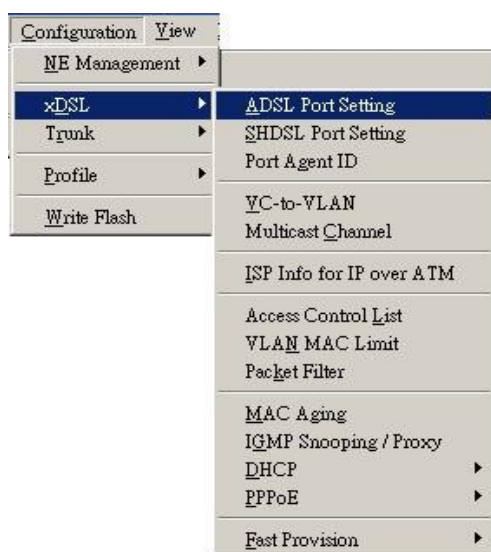 Configuration View
NE Management
xDSL
Trunk
Profile
Write Flash
ADSL Port Setting
SHDSL Port Setting
Port Agent ID
VC-to-VLAN
Multicast Channel
ISP Info for IP over ATM
Access Control List
VLAN MAC Limit
Packet Filter
MAC Aging
IGMP Snooping / Proxy
DHCP
PPPoE
Fast Provision